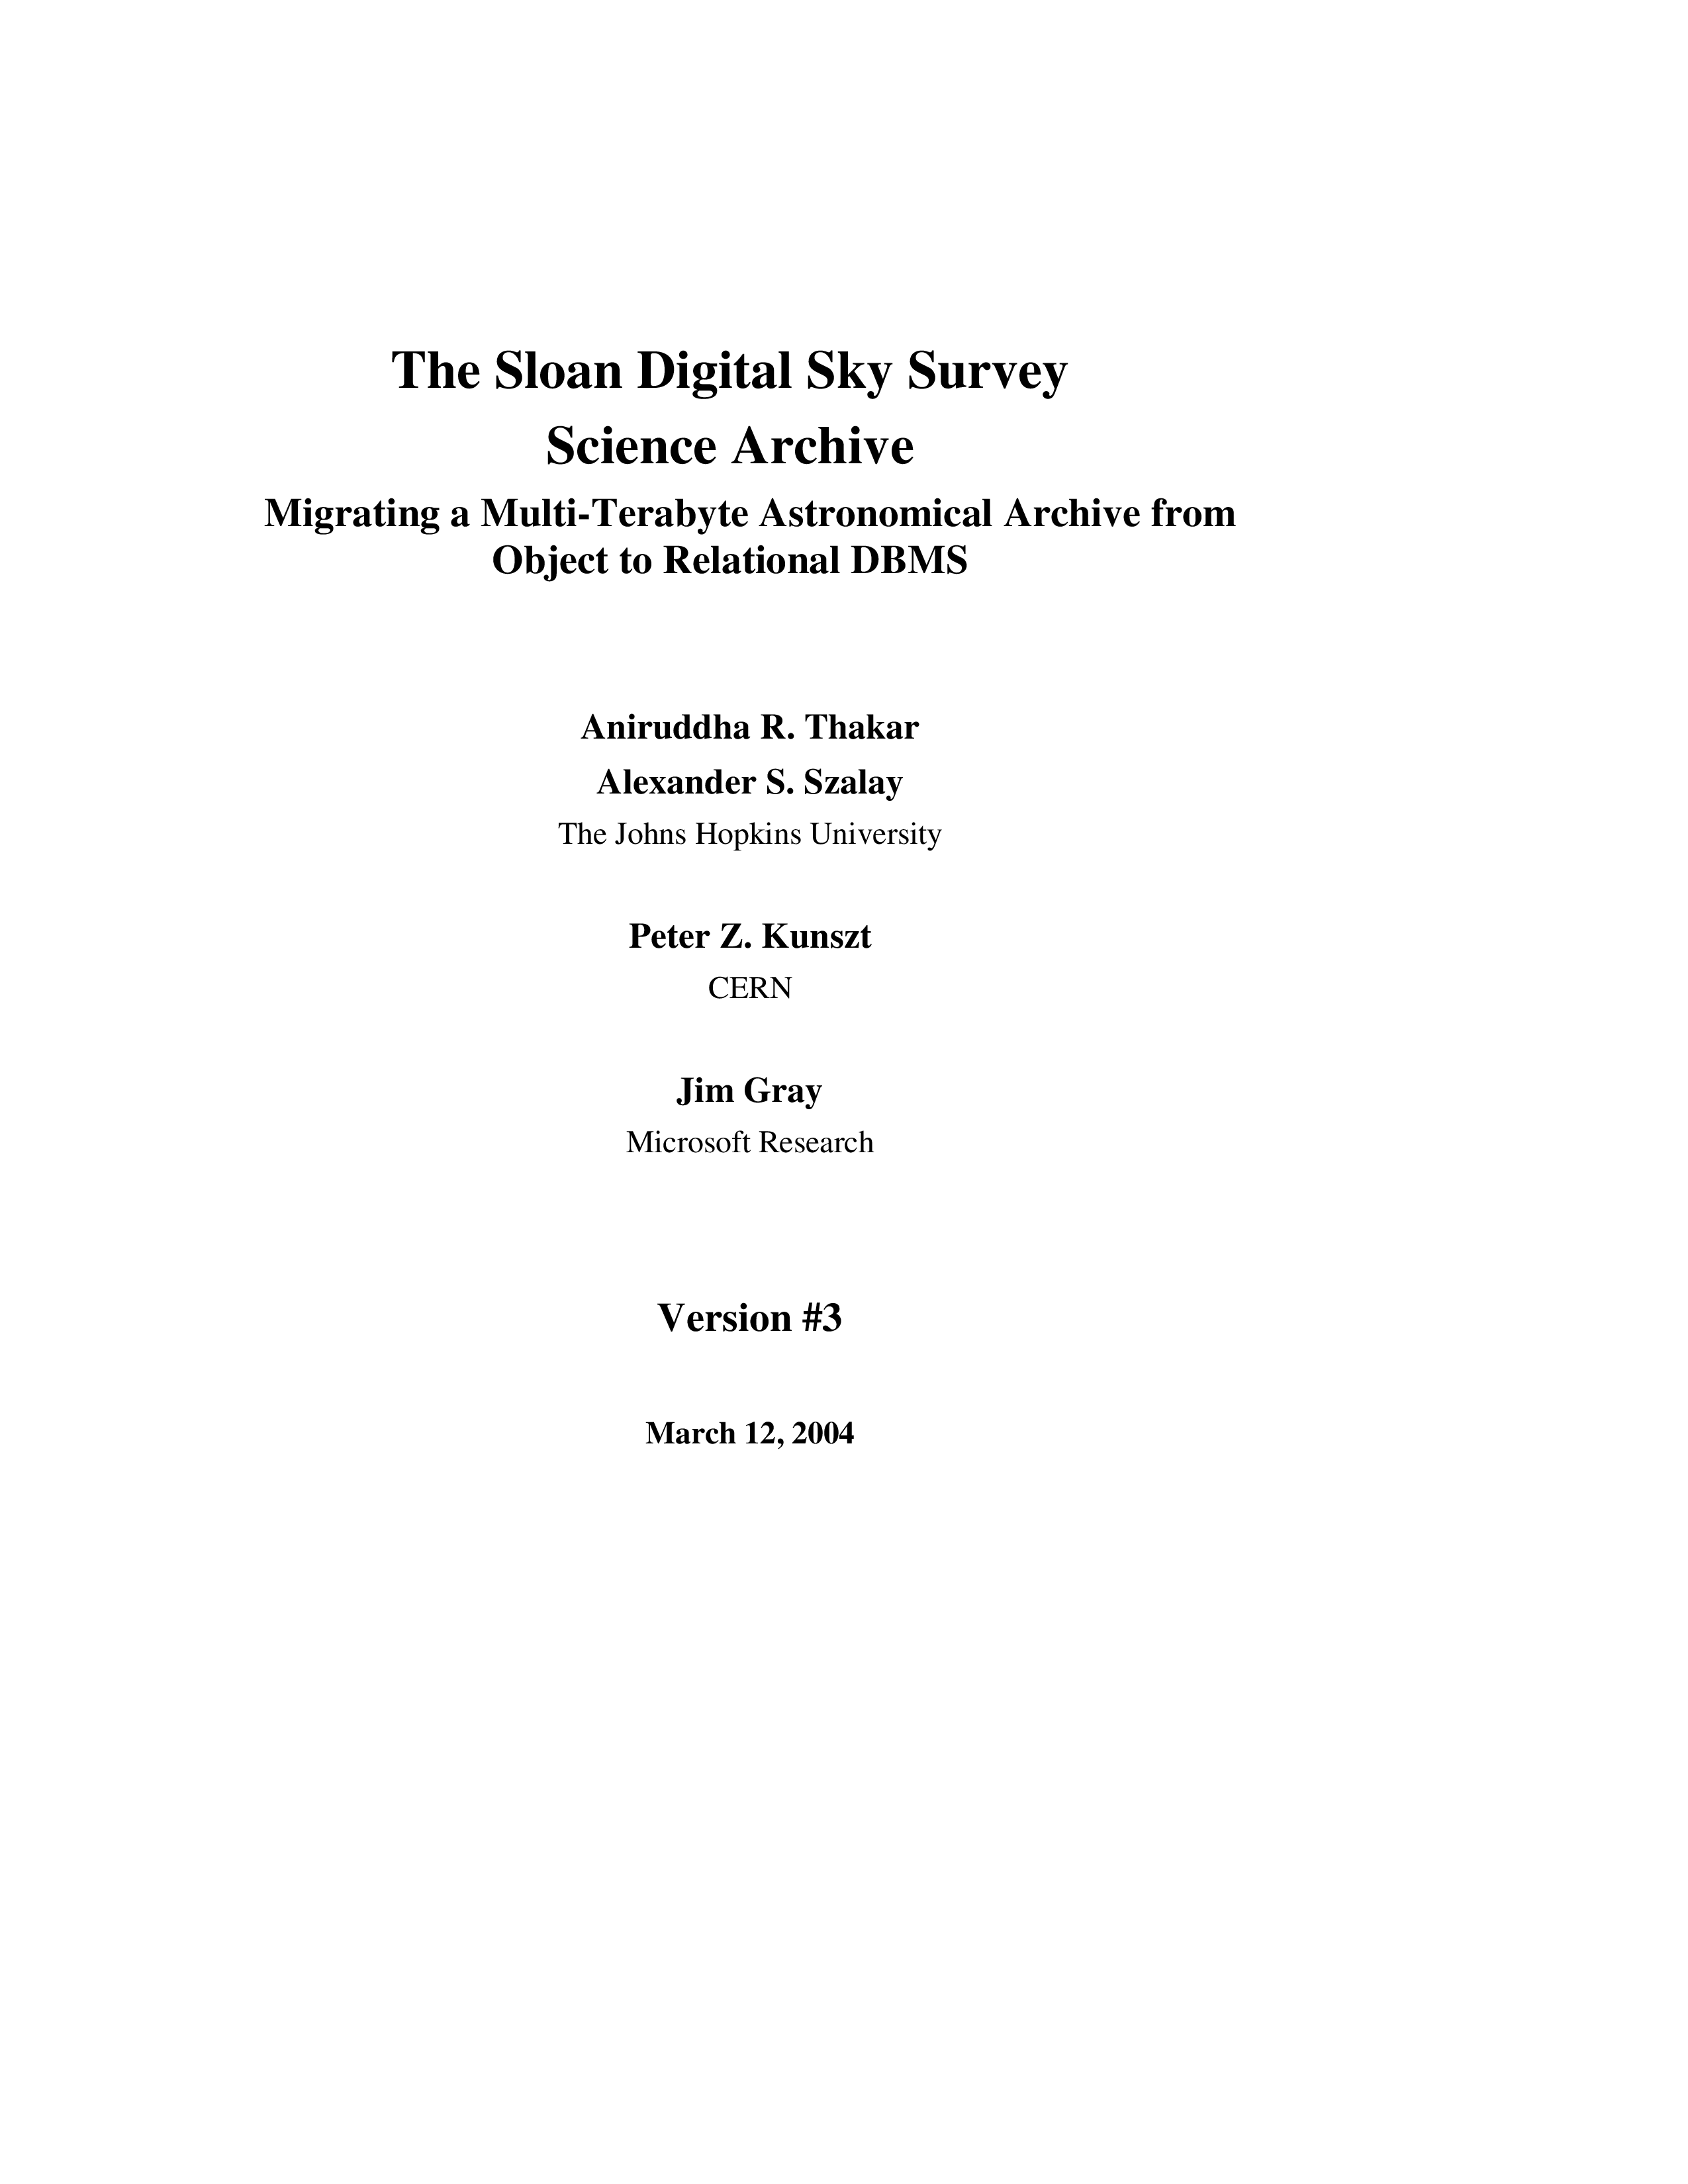 The Sloan Digital Sky Survey
Science Archive
Migrating a Multi-Terabyte Astronomical Archive from
Object to Relational DBMS
Aniruddha R. Thakar
Alexander S. Szalay
The Johns Hopkins University
Peter Z. Kunszt
CERN
Jim Gray
Microsoft Research
Version #3
March 12, 2004